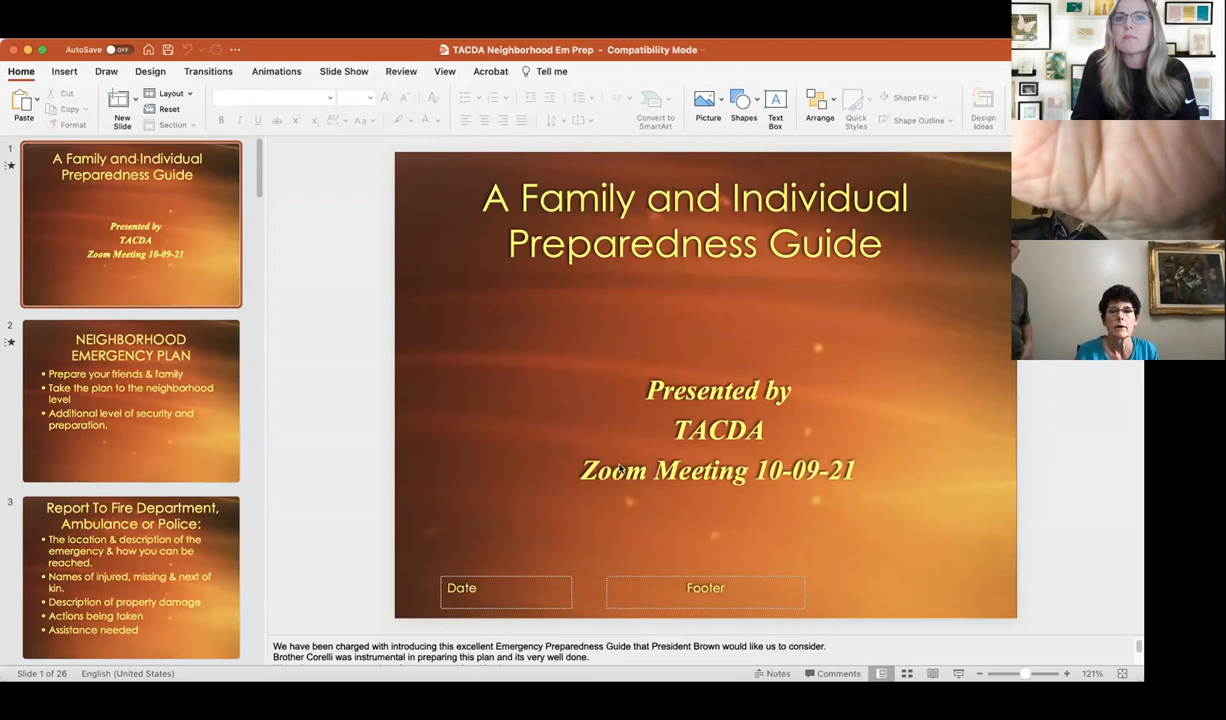 AutoSave OFF
TACDA Neighborhood Em Prep - Compatibility Mode
Home Insert Draw Design Transitions Animations Slide Show Review View Acrobat Tell me
Paste
Cut
Copy
Format
New Slide
Layout
Reset
Section
Convert to SmartArt
Picture
Shapes
Text Box
Arrange
Quick Styles
Shape Fill
Shape Outline
Design Ideas
1
A Family and Individual
Preparedness Guide
Presented by
TACDA
Zoom Meeting 10-09-21
2
NEIGHBORHOOD
EMERGENCY PLAN
• Prepare your friends & family
• Take the plan to the neighborhood
level
• Additional level of security and
preparation.
3
Report To Fire Department,
Ambulance or Police:
• The location & description of the
emergency & how you can be
reached.
• Names of injured, missing & next of
kin.
• Description of property damage
• Actions being taken
• Assistance needed
A Family and Individual
Preparedness Guide
Presented by
TACDA
Zoom Meeting 10-09-21
Date
Footer
We have been charged with introducing this excellent Emergency Preparedness Guide that President Brown would like us to consider.
Brother Corelli was instrumental in preparing this plan and its very well done.
Slide 1 of 26 English (United States) Notes Comments 121%